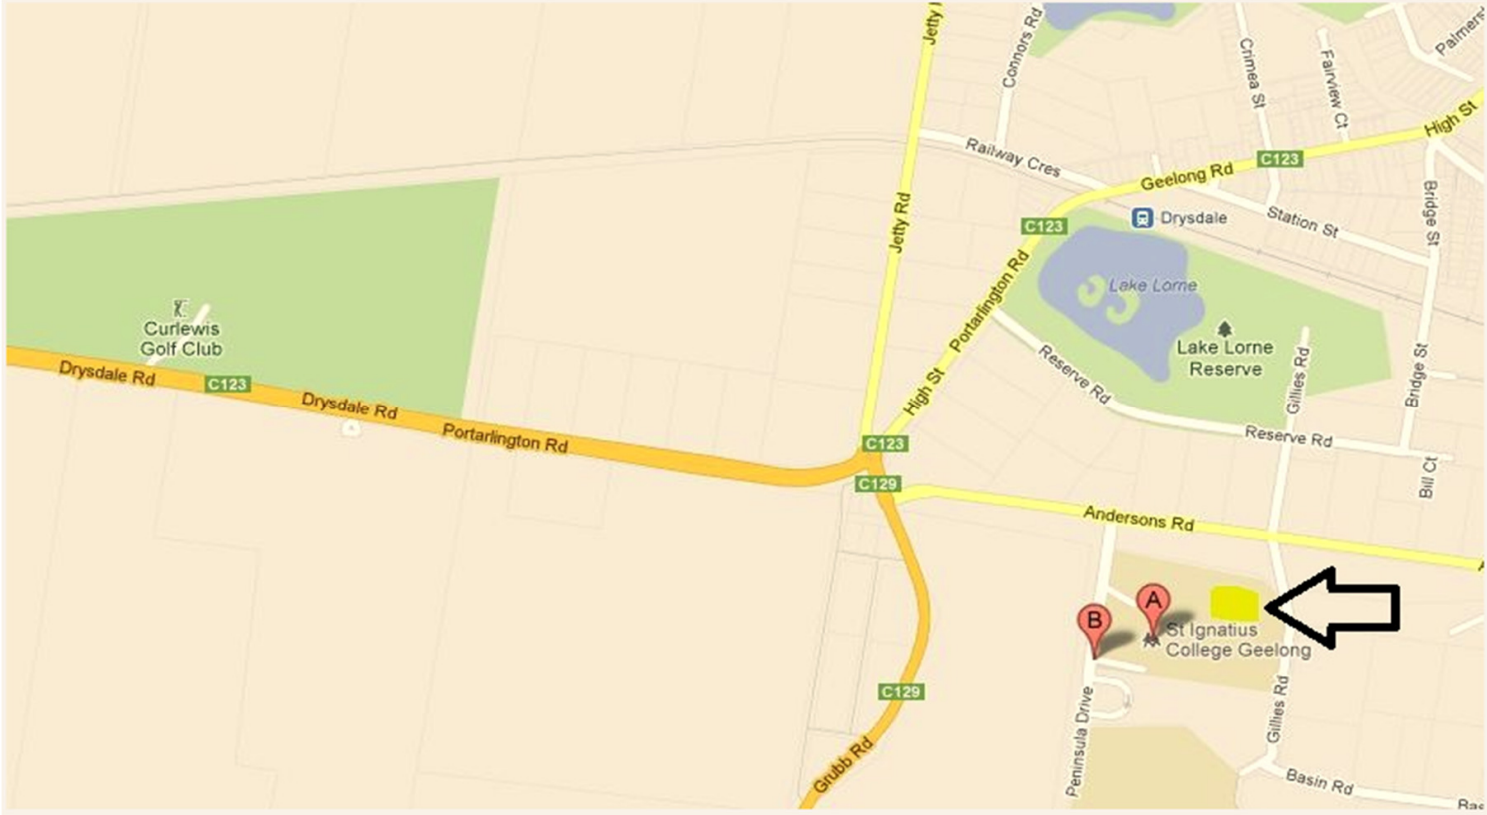 Jetty
Connors Rd
Crimea St
Fairview Ct
Palmers
High St
Railway Cres
C123
Geelong Rd
Jetty Rd
C123
Drysdale
Station St
Bridge St
Portarlington Rd
Lake Lorne
Curlewis
Golf Club
Lake Lorne
Reserve
Drysdale Rd
C123
Drysdale Rd
Reserve Rd
Gillies Rd
Bridge St
High St
Portarlington Rd
C123
Reserve Rd
C129
Bill Ct
Andersons Rd
A
B
St Ignatius
College Geelong
C129
Peninsula Drive
Gillies Rd
Grubb Rd
Basin Rd
Bas